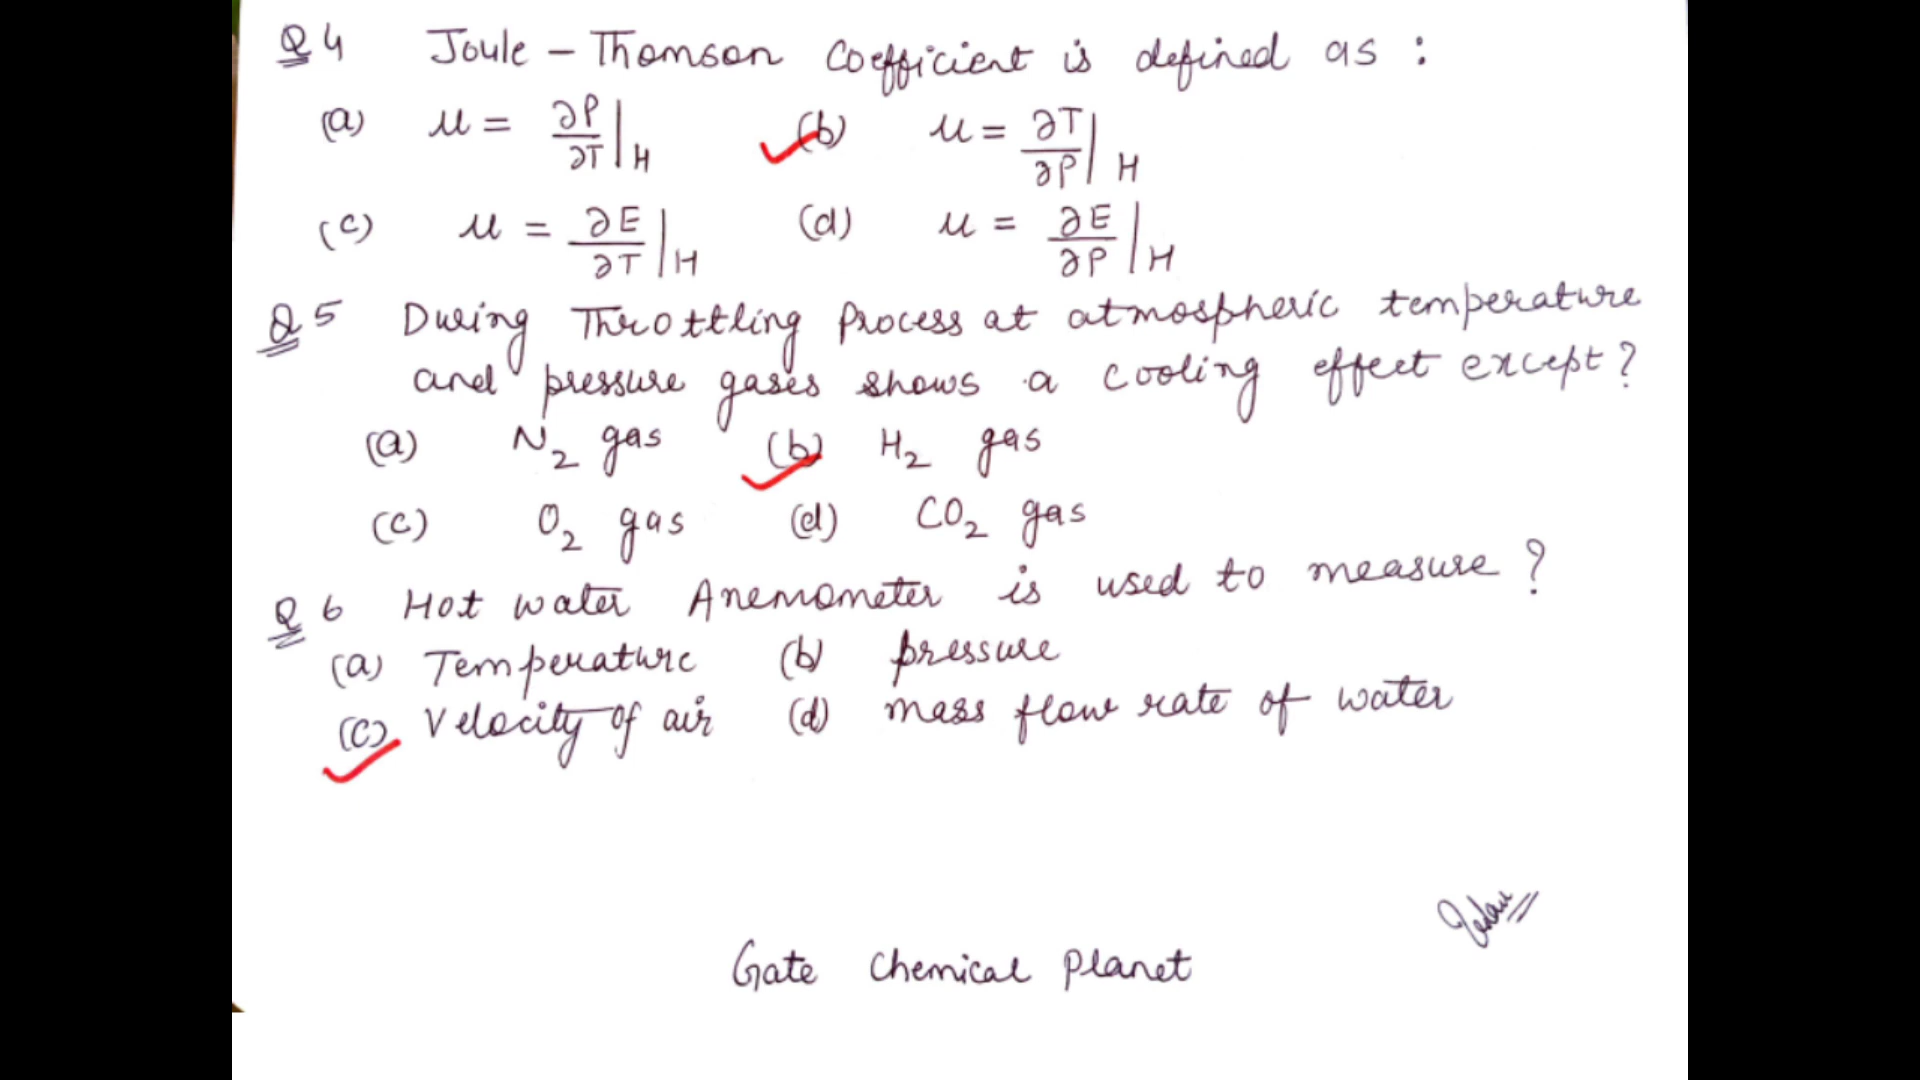 Q4 Joule - Thomson Coefficient is defined as :
(a) μ = ∂P/∂T|H (b) μ = ∂T/∂P|H
(c) μ = ∂E/∂T|H (d) μ = ∂E/∂P|H
Q5 During Throttling Process at atmospheric temperature
and pressure gases shows a cooling effect except?
(a) N2 gas (b) H2 gas
(c) O2 gas (d) CO2 gas
Q6 Hot water Anemometer is used to measure?
(a) Temperature (b) pressure
(c) Velocity of air (d) mass flow rate of water
Gate Chemical Planet